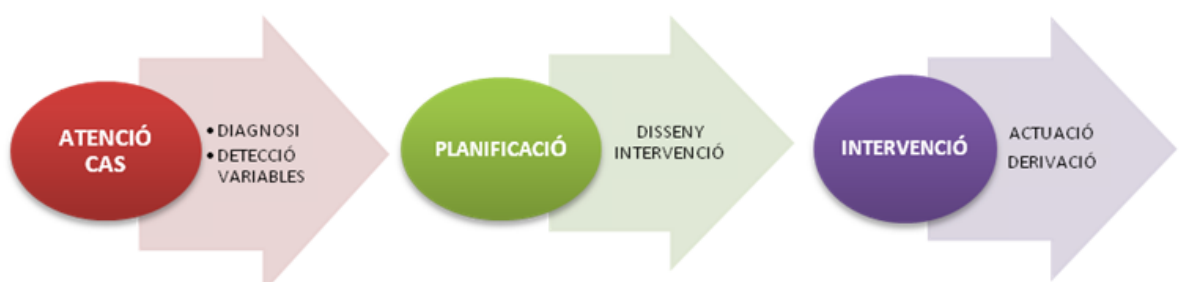 ATENCIÓ
CAS
• DIAGNOSI
• DETECCIÓ
VARIABLES
PLANIFICACIÓ
DISSENY
INTERVENCIÓ
INTERVENCIÓ
ACTUACIÓ
DERIVACIÓ